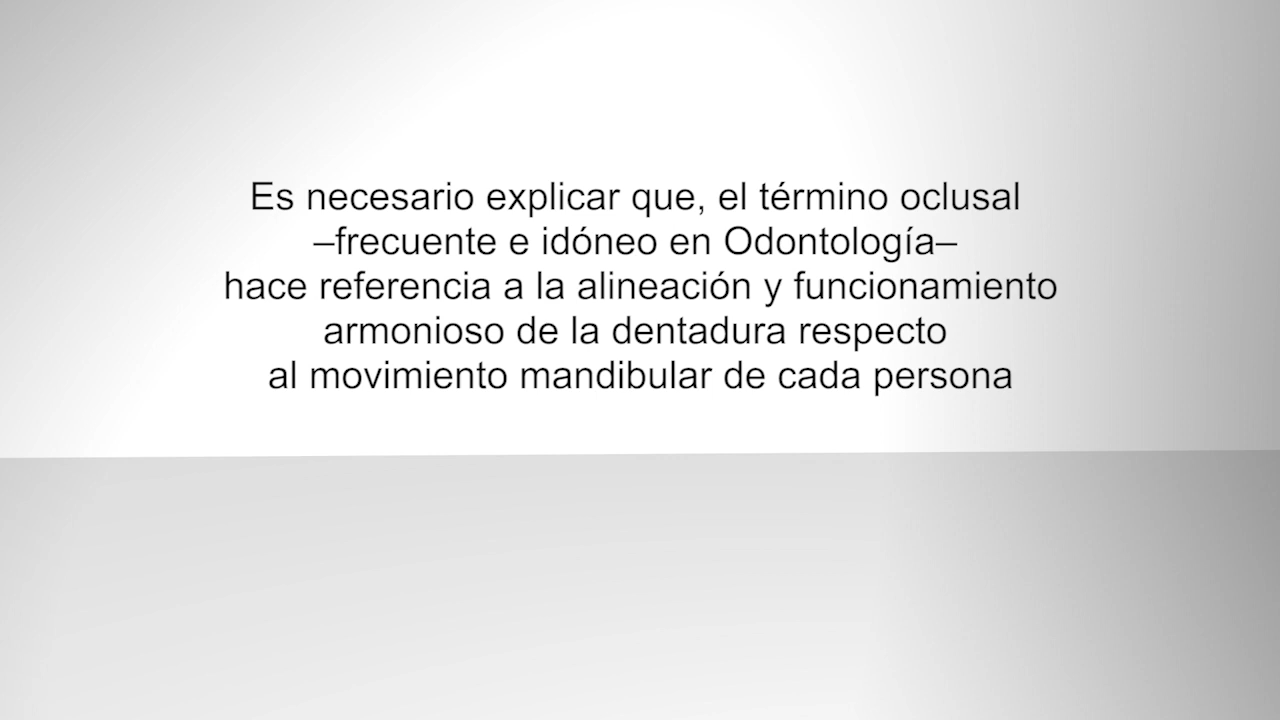 Es necesario explicar que, el término oclusal
–frecuente e idóneo en Odontología–
hace referencia a la alineación y funcionamiento
armonioso de la dentadura respecto
al movimiento mandibular de cada persona